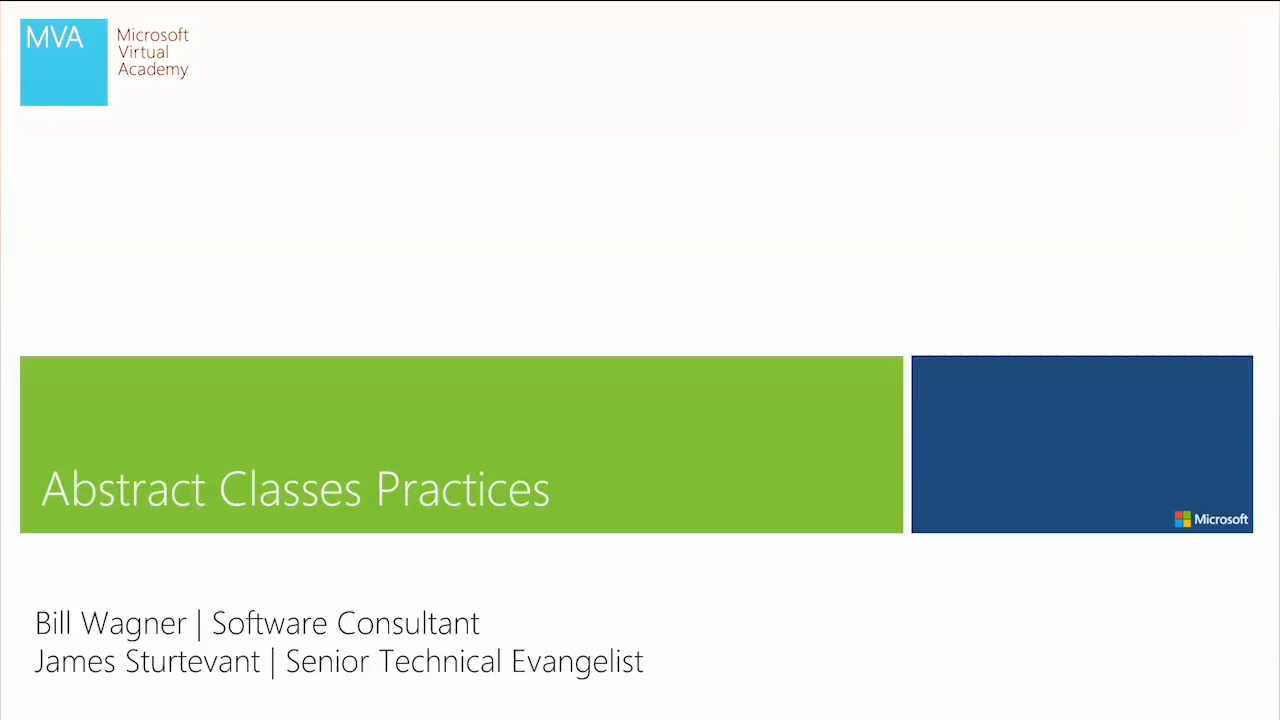 MVA
Microsoft
Virtual
Academy
Abstract Classes Practices
Microsoft
Bill Wagner | Software Consultant
James Sturtevant | Senior Technical Evangelist